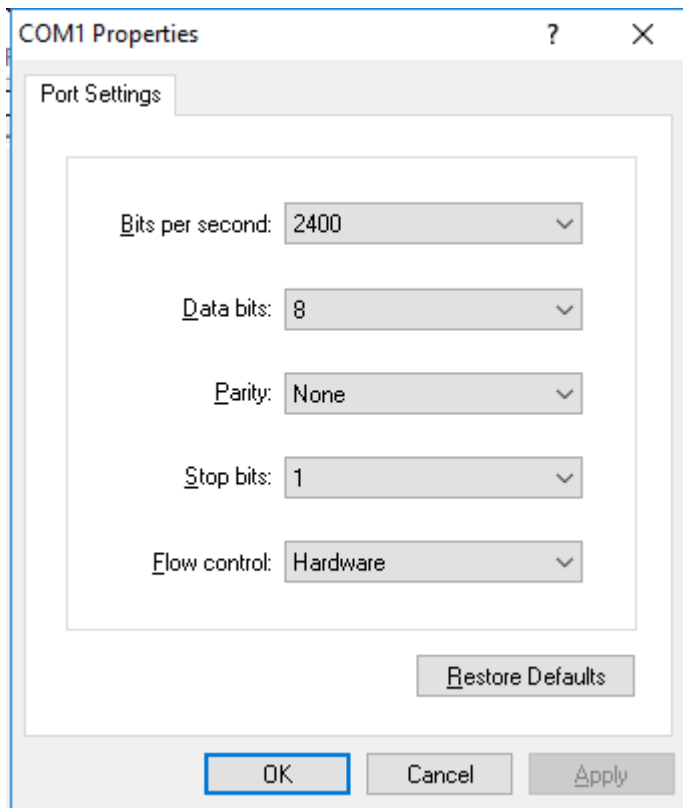 COM1 Properties ?
Port Settings
Bits per second: 2400
Data bits: 8
Parity: None
Stop bits: 1
Flow control: Hardware
Restore Defaults
OK Cancel Apply